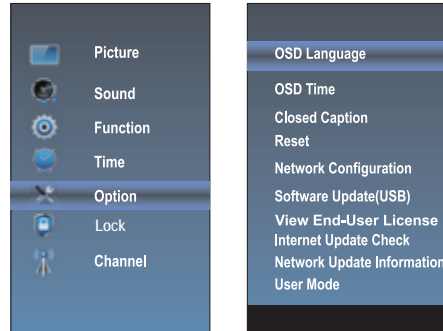 Picture
Sound
Function
Time
Option
Lock
Channel
OSD Language
OSD Time
Closed Caption
Reset
Network Configuration
Software Update(USB)
View End-User License
Internet Update Check
Network Update Information
User Mode